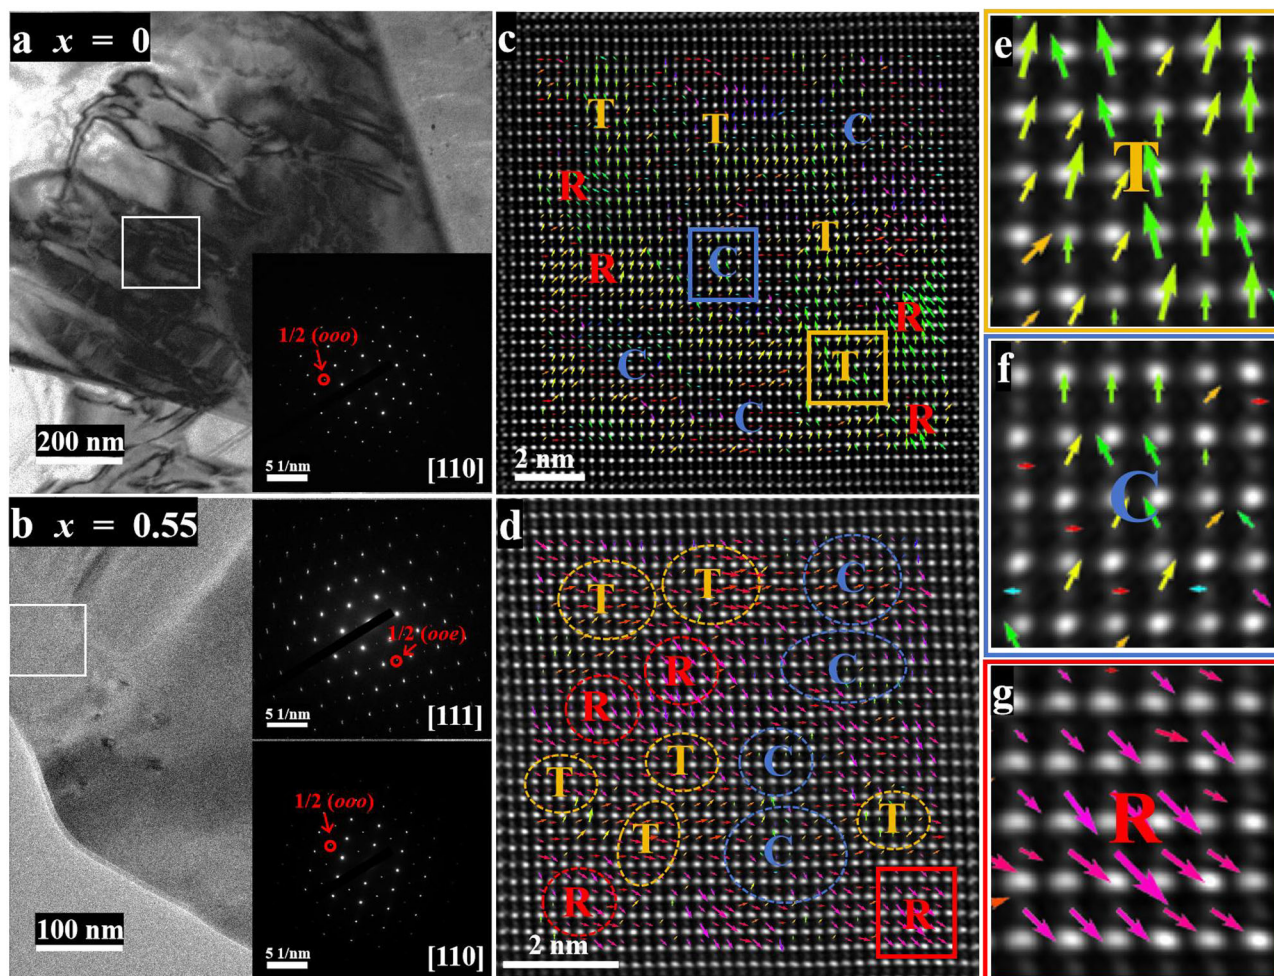 a x = 0
1/2 (ooo)
200 nm
5 1/nm
[110]
b x = 0.55
1/2 (ooe)
5 1/nm
[111]
1/2 (ooo)
100 nm
5 1/nm
[110]
c
T
T
C
R
T
C
R
R
C
T
C
R
2 nm
d
T
T
C
R
C
R
T
C
T
T
T
C
R
R
2 nm
e
T
f
C
g
R